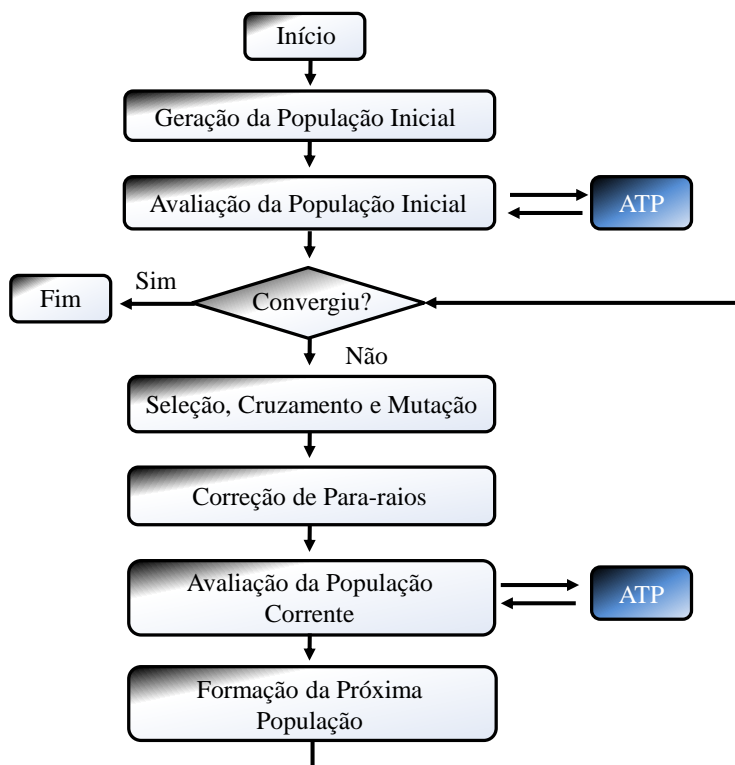 Início
Geração da População Inicial
Avaliação da População Inicial
ATP
Sim
Fim
Convergiu?
Não
Seleção, Cruzamento e Mutação
Correção de Para-raios
Avaliação da População
Corrente
ATP
Formação da Próxima
População